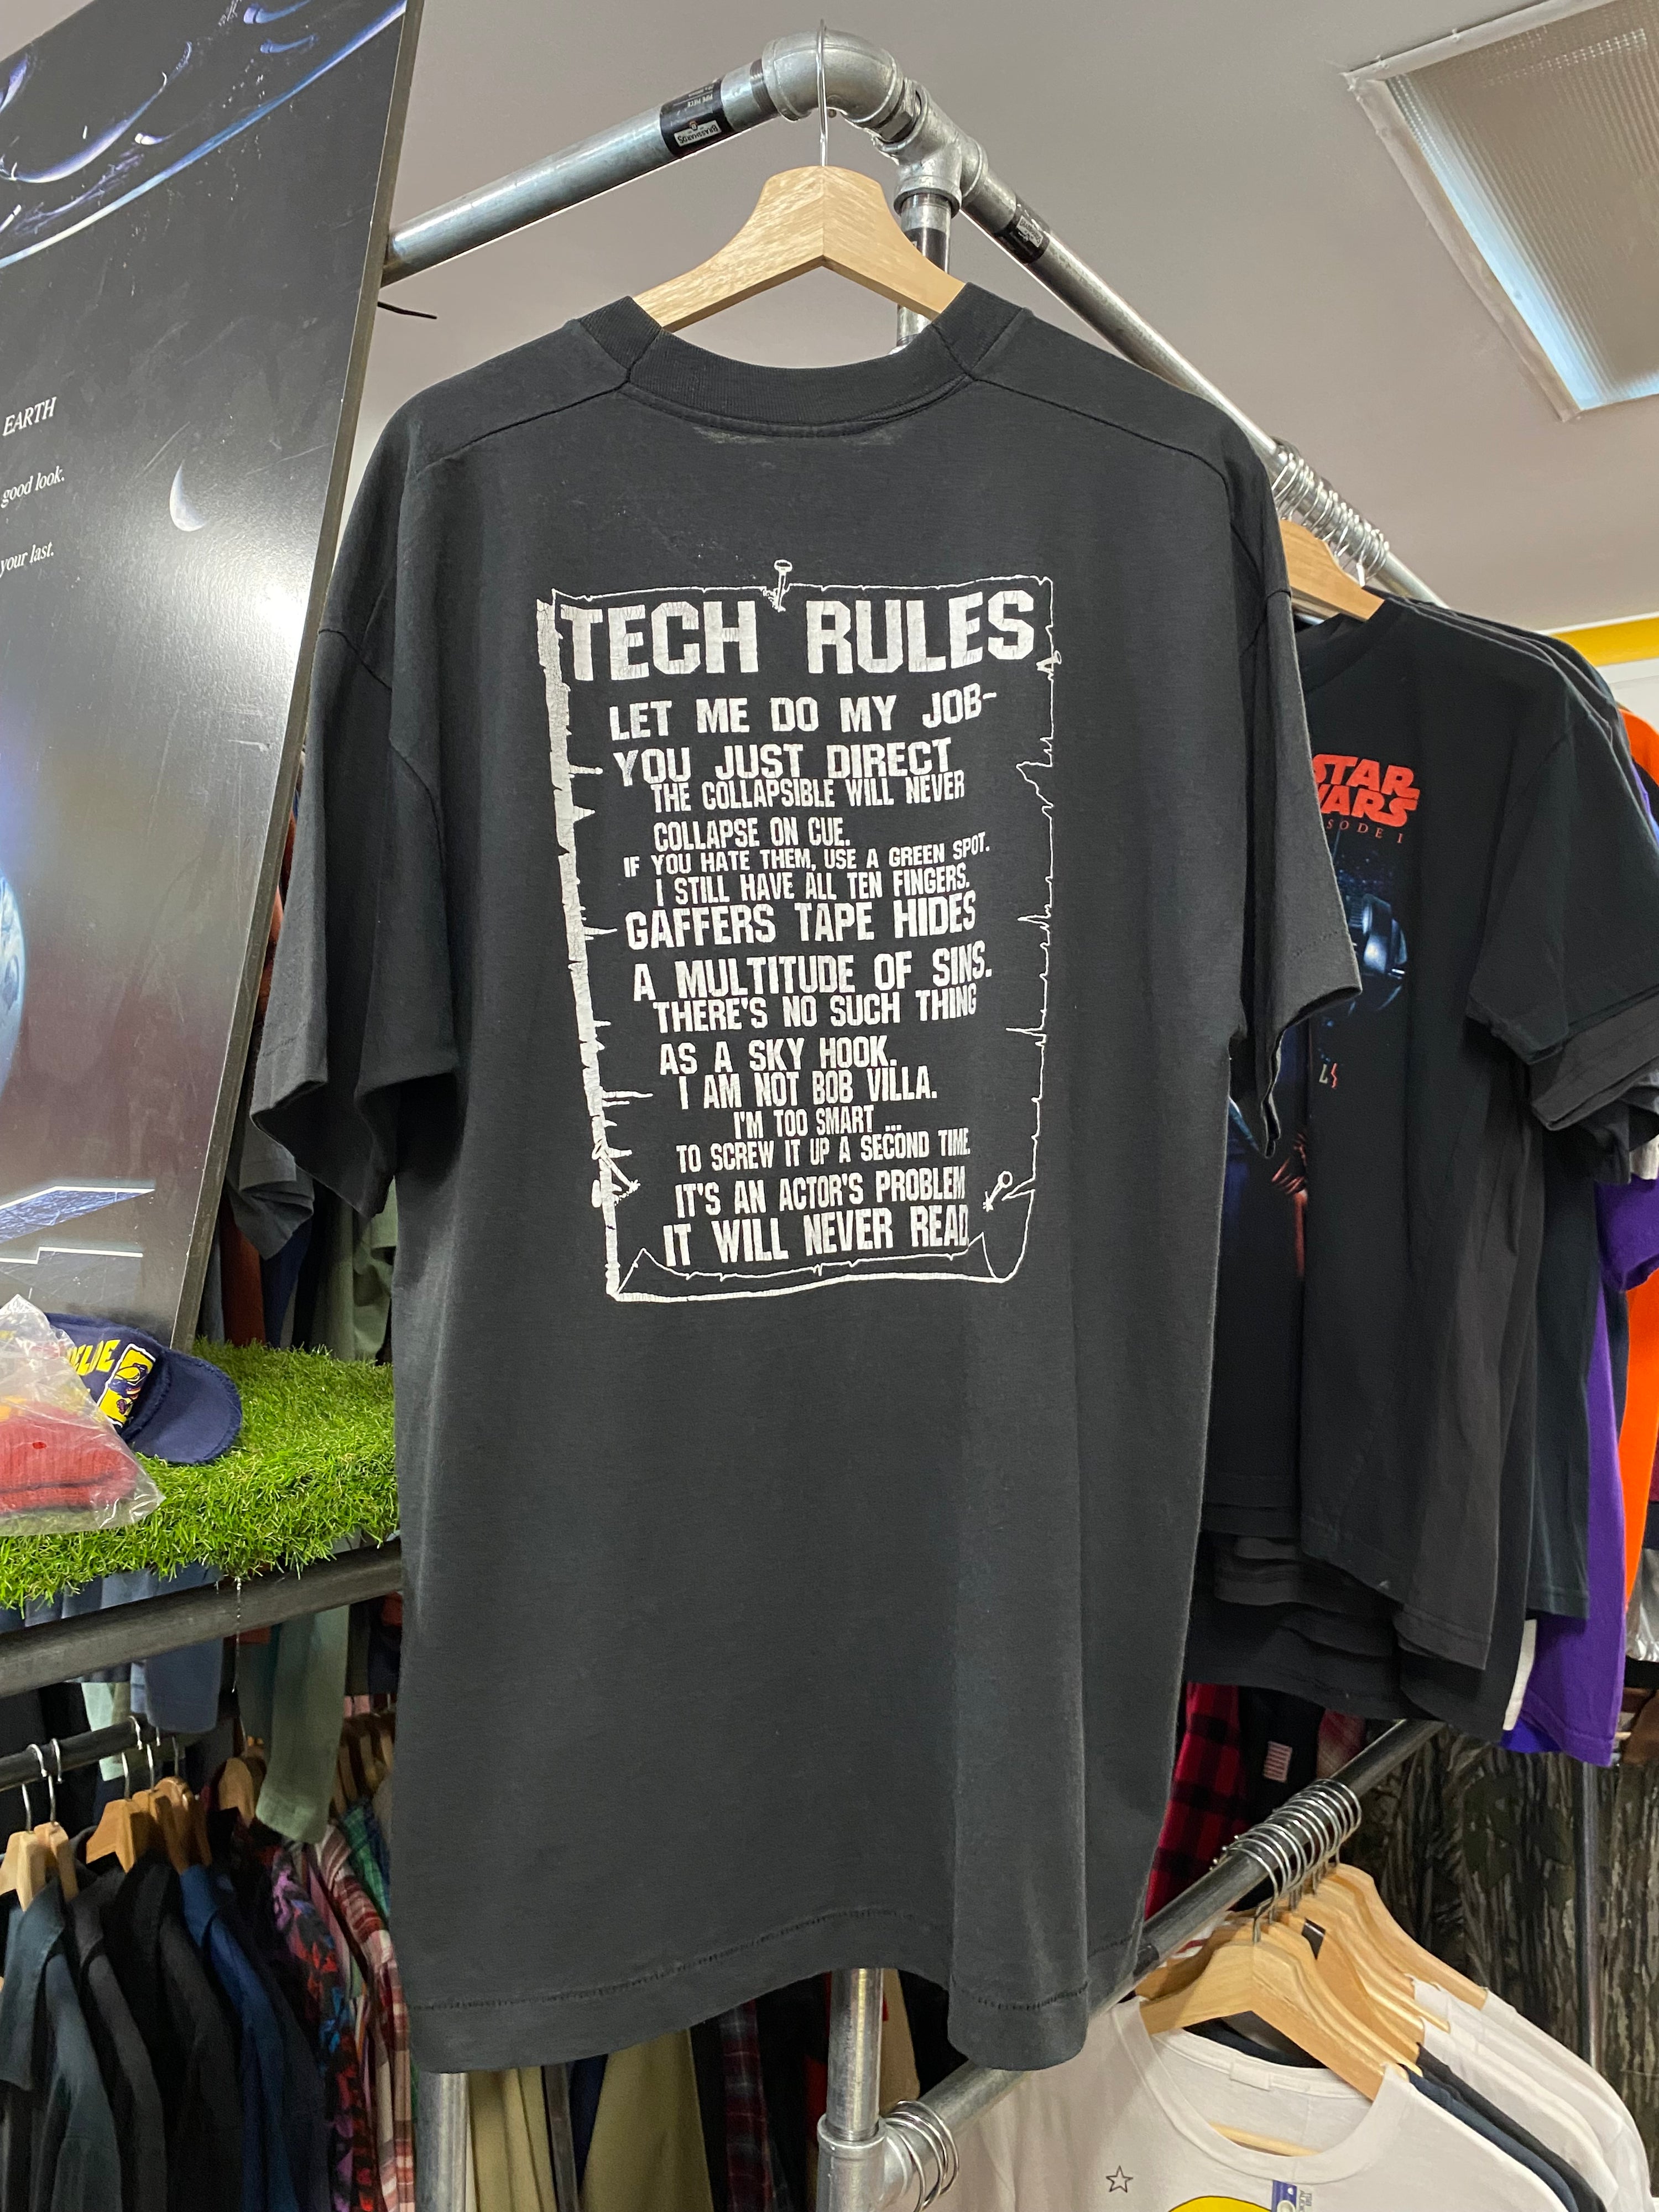 EARTH
good look.
your last.
TECH RULES
LET ME DO MY JOB-
YOU JUST DIRECT
THE COLLAPSIBLE WILL NEVER
COLLAPSE ON CUE.
IF YOU HATE THEM, USE A GREEN SPOT.
I STILL HAVE ALL TEN FINGERS.
GAFFERS TAPE HIDES
A MULTITUDE OF SINS.
THERE'S NO SUCH THING
AS A SKY HOOK.
I AM NOT BOB VILLA.
I'M TOO SMART ...
TO SCREW IT UP A SECOND TIME.
IT'S AN ACTOR'S PROBLEM
IT WILL NEVER READ
STAR
WARS